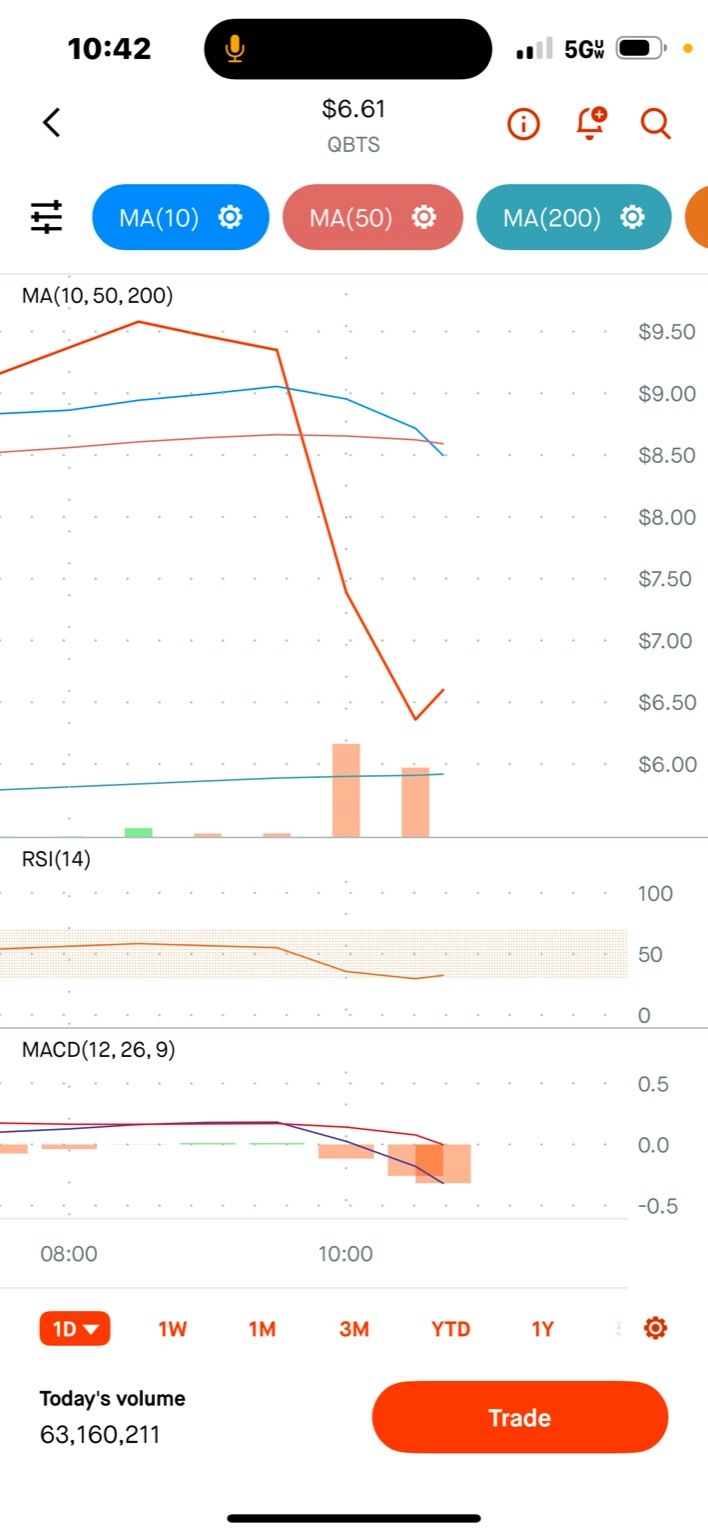 10:42
5GUW
$6.61
QBTS
MA(10) MA(50) MA(200)
MA(10, 50, 200)
$9.50
$9.00
$8.50
$8.00
$7.50
$7.00
$6.50
$6.00
RSI(14)
100
50
0
MACD(12, 26, 9)
0.5
0.0
-0.5
08:00 10:00
1D 1W 1M 3M YTD 1Y
Today's volume
63,160,211
Trade